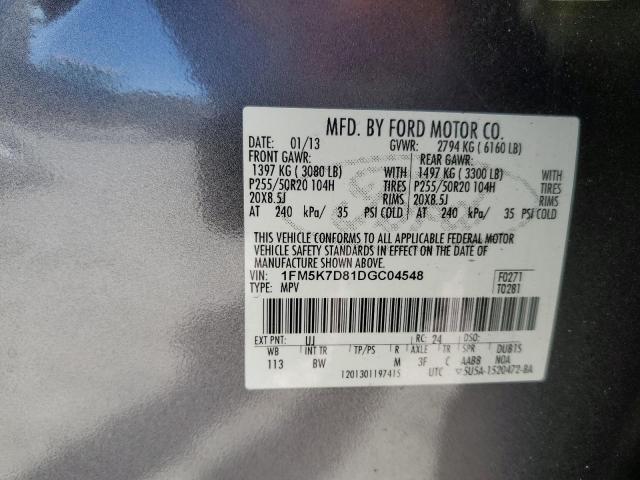 MFD. BY FORD MOTOR CO.
DATE: 01/13 GVWR: 2794 KG ( 6160 LB)
FRONT GAWR: REAR GAWR:
1397 KG ( 3080 LB) WITH 1497 KG ( 3300 LB) WITH
P255/50R20 104H TIRES P255/50R20 104H TIRES
20X8.5J RIMS 20X8.5J RIMS
AT 240 kPa/ 35 PSI COLD AT 240 kPa/ 35 PSI COLD
THIS VEHICLE CONFORMS TO ALL APPLICABLE FEDERAL MOTOR
VEHICLE SAFETY STANDARDS IN EFFECT ON THE DATE OF
MANUFACTURE SHOWN ABOVE.
VIN: 1FM5K7D81DGC04548 F0271
TYPE: MPV T0281
EXT PNT: UJ RC: 24 DSO:
WB INT TR TP/PS R AXLE TR SPR DU815
113 BW M 3F C AABB NOA
1201301197415 UTC ▽5U5A-1520472-BA
Ford